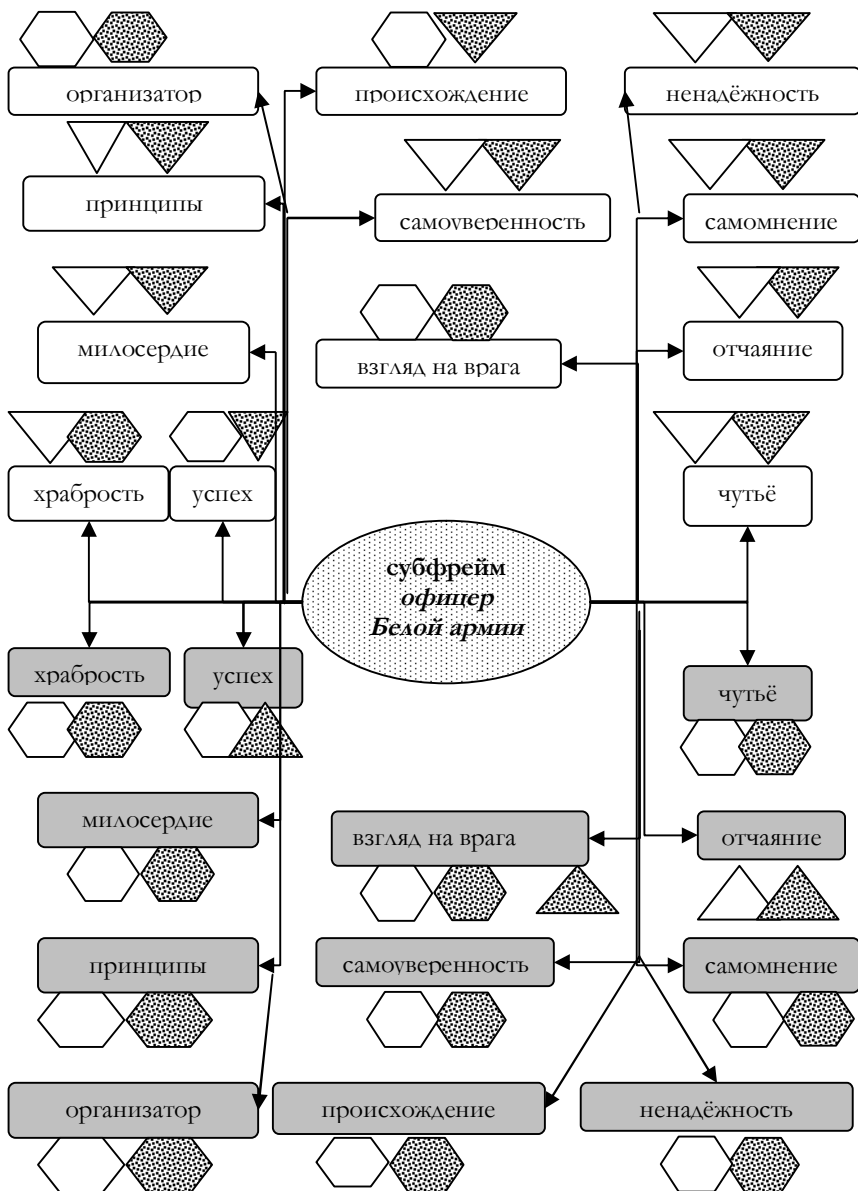 организатор
происхождение
ненадёжность
принципы
самоуверенность
самомнение
милосердие
взгляд на врага
отчаяние
храбрость
успех
чутьё
субфрейм
офицер
Белой армии
храбрость
успех
чутьё
милосердие
взгляд на врага
отчаяние
принципы
самоуверенность
самомнение
организатор
происхождение
ненадёжность